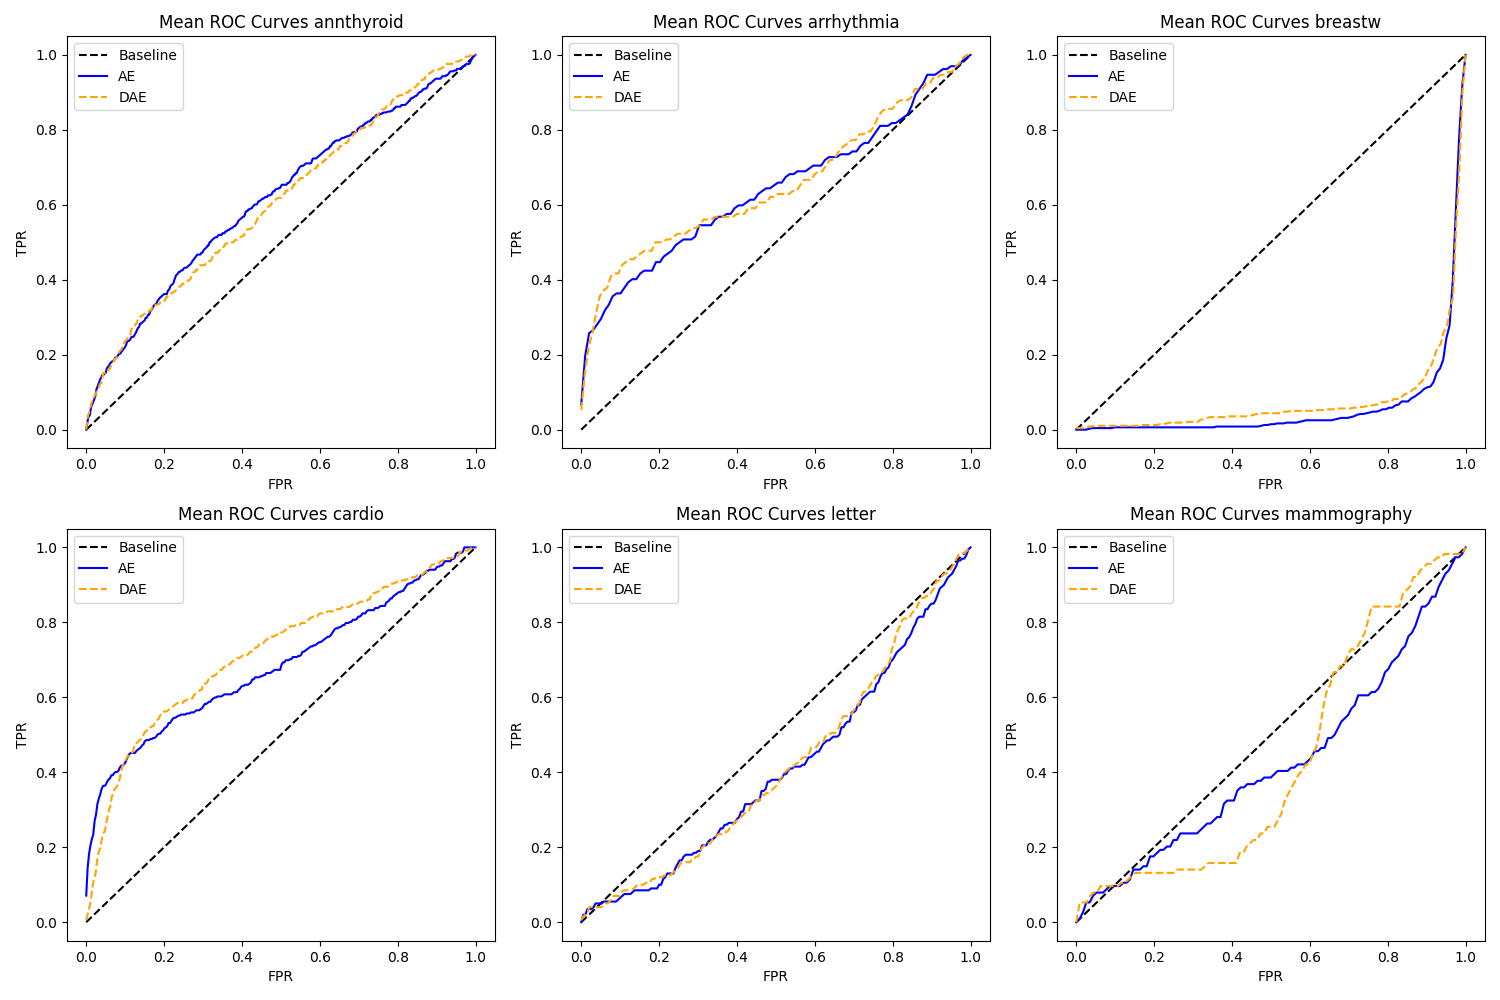 Mean ROC Curves annthyroid
Baseline
AE
DAE
1.0
0.8
0.6
0.4
0.2
0.0
TPR
0.0 0.2 0.4 0.6 0.8 1.0
FPR
Mean ROC Curves arrhythmia
Baseline
AE
DAE
1.0
0.8
0.6
0.4
0.2
0.0
TPR
0.0 0.2 0.4 0.6 0.8 1.0
FPR
Mean ROC Curves breastw
Baseline
AE
DAE
1.0
0.8
0.6
0.4
0.2
0.0
TPR
0.0 0.2 0.4 0.6 0.8 1.0
FPR
Mean ROC Curves cardio
Baseline
AE
DAE
1.0
0.8
0.6
0.4
0.2
0.0
TPR
0.0 0.2 0.4 0.6 0.8 1.0
FPR
Mean ROC Curves letter
Baseline
AE
DAE
1.0
0.8
0.6
0.4
0.2
0.0
TPR
0.0 0.2 0.4 0.6 0.8 1.0
FPR
Mean ROC Curves mammography
Baseline
AE
DAE
1.0
0.8
0.6
0.4
0.2
0.0
TPR
0.0 0.2 0.4 0.6 0.8 1.0
FPR